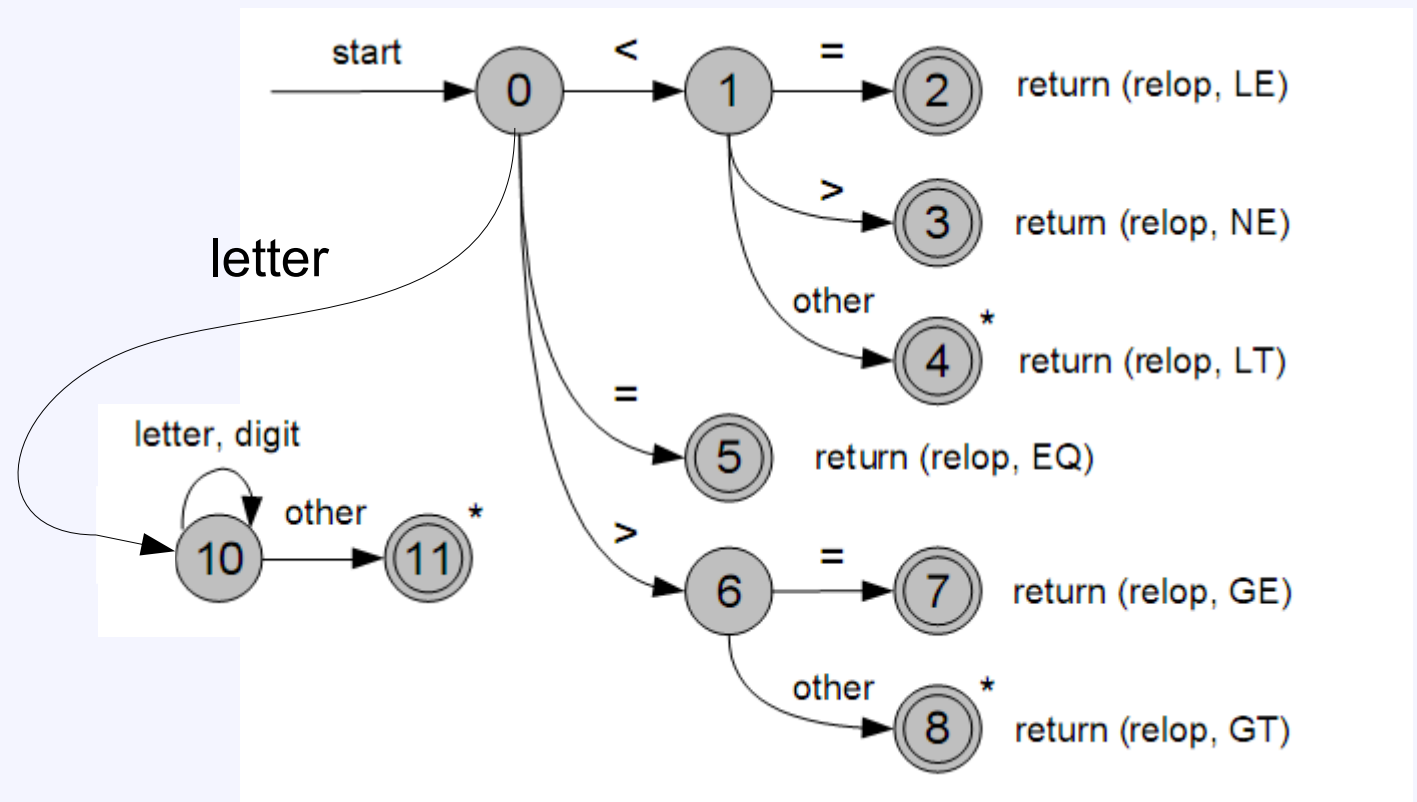 start
<
=
0
1
2
return (relop, LE)
>
3
return (relop, NE)
letter
other
*
4
return (relop, LT)
=
letter, digit
5
return (relop, EQ)
other
*
10
11
>
=
6
7
return (relop, GE)
other
*
8
return (relop, GT)